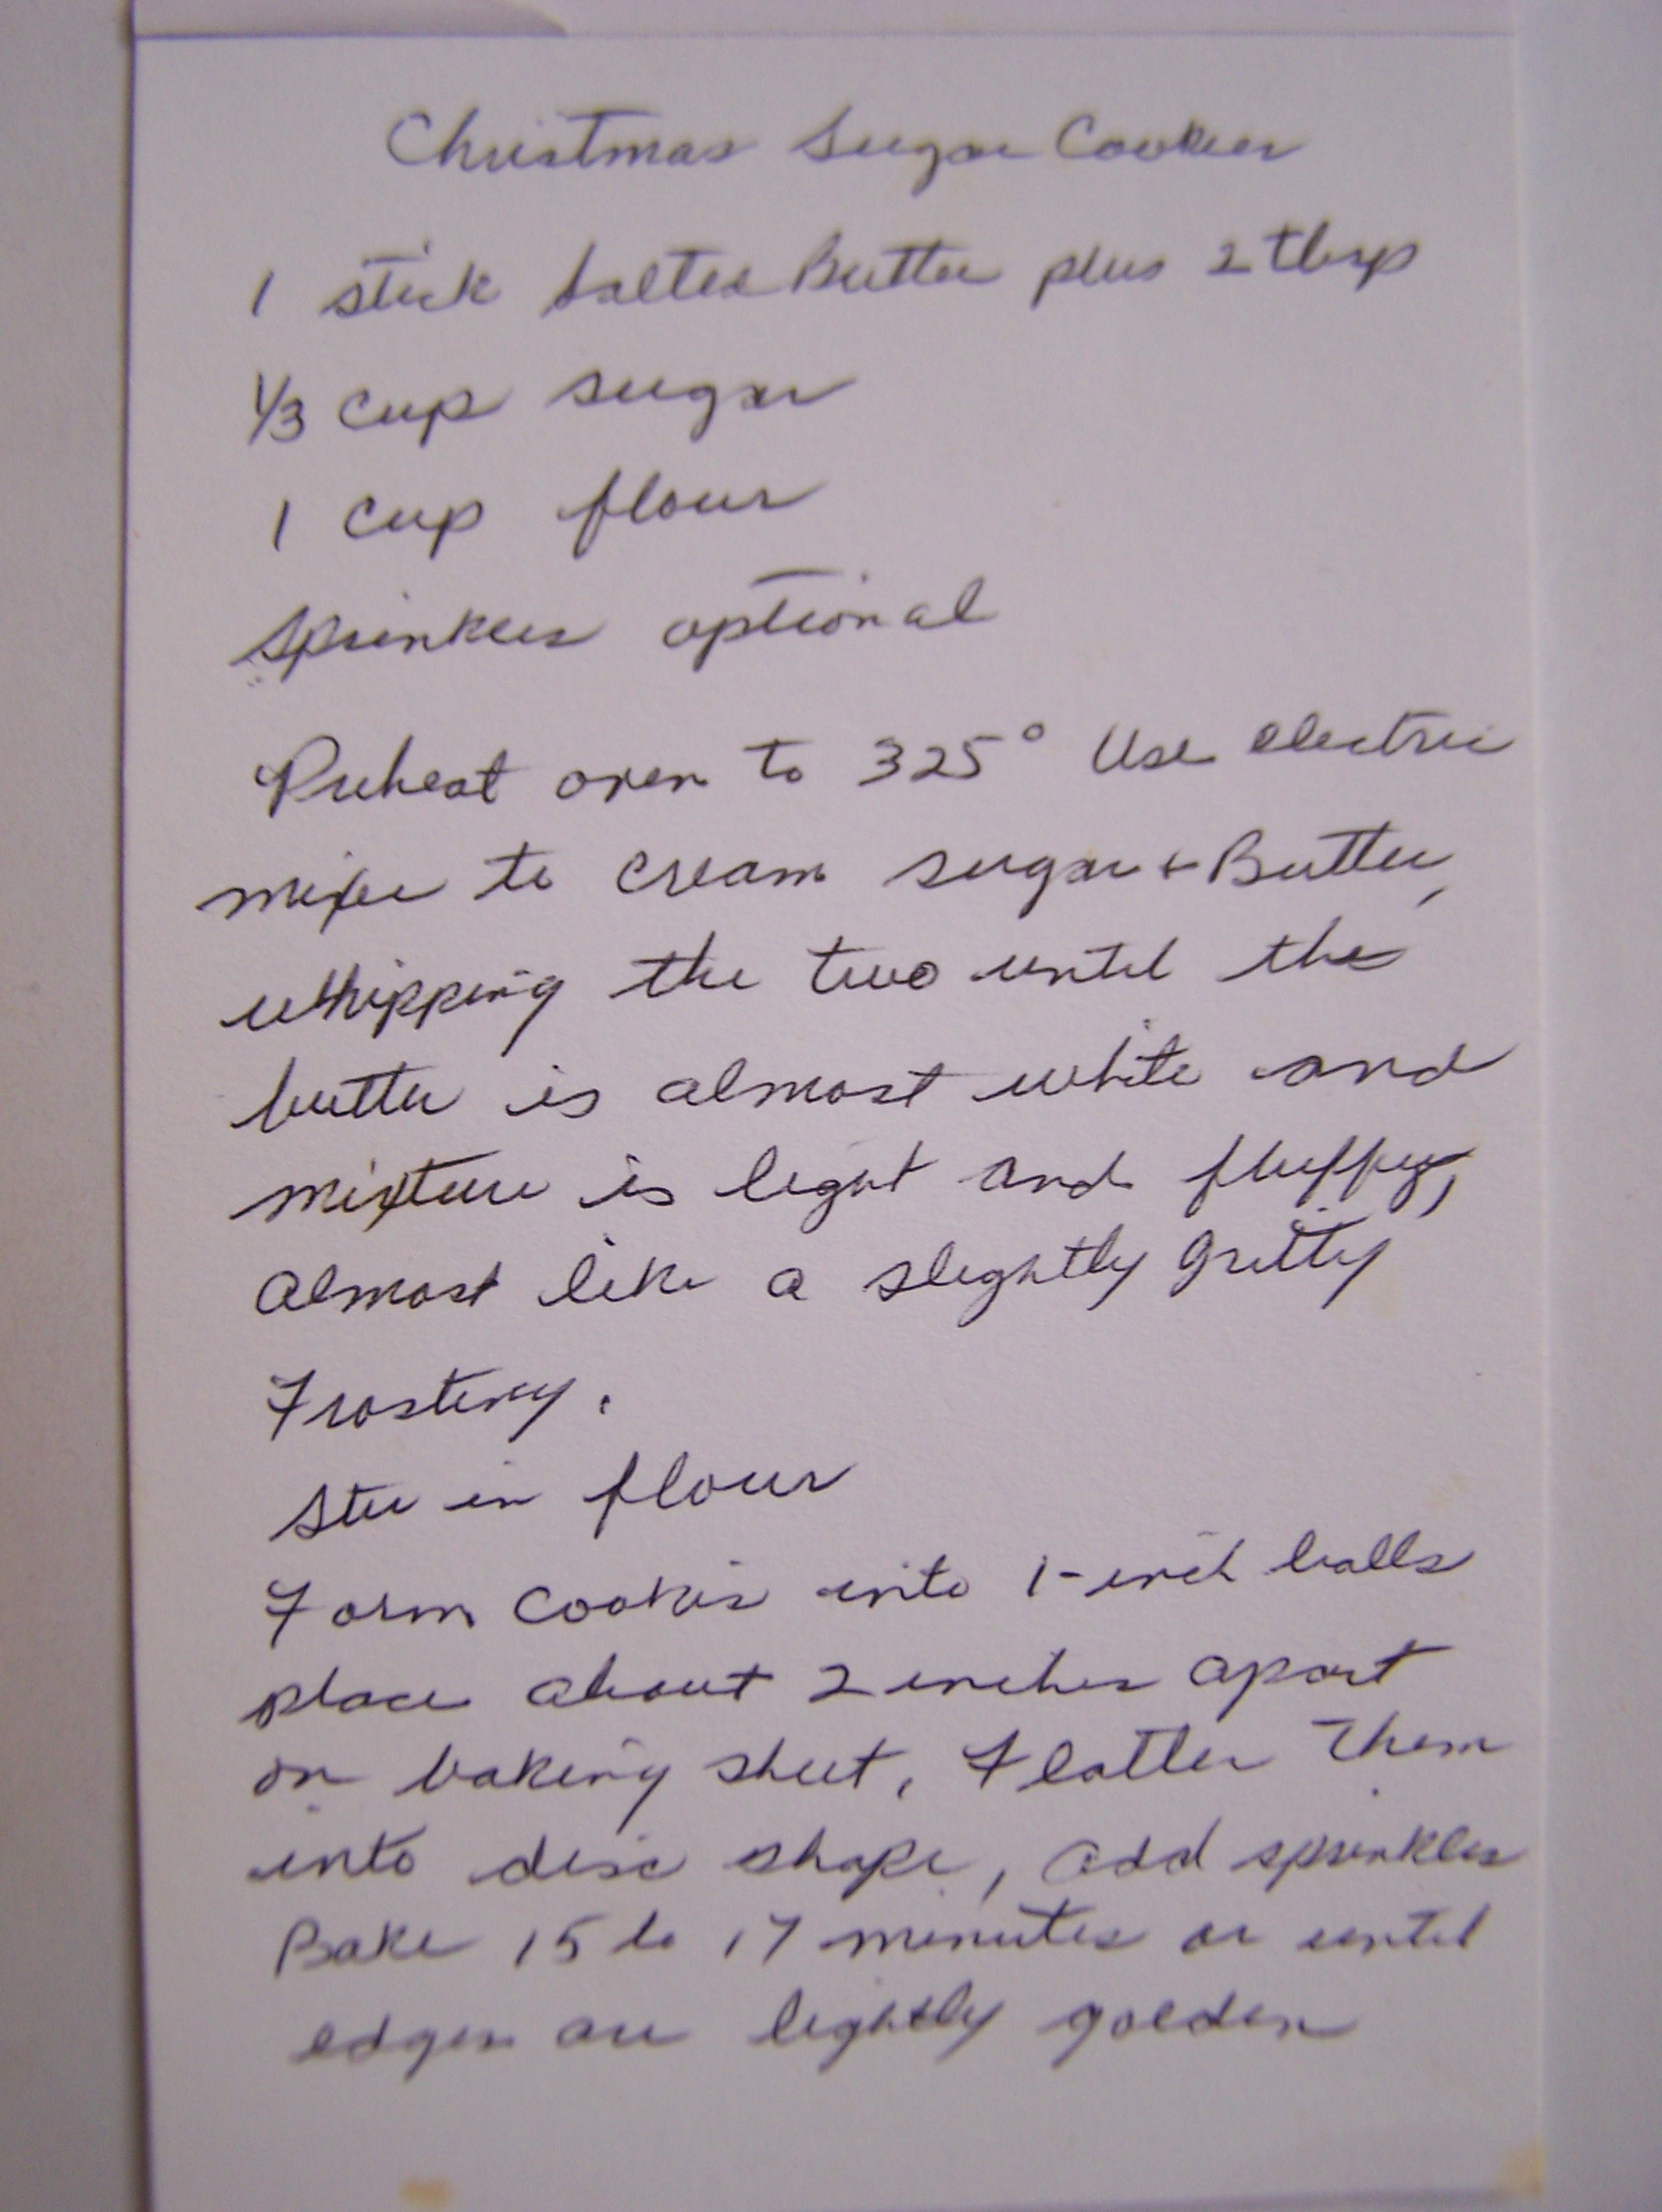 Christmas Sugar Cookies
1 stick salted Butter plus 2 tbsp
1/3 cup sugar
1 cup flour
Sprinkles optional
Preheat oven to 325° Use electric
mixer to cream sugar + Butter,
whipping the two until the
butter is almost white and
mixture is light and fluffy,
almost like a slightly gritty
Frosting.
Stir in flour
Form cookies into 1-inch balls
place about 2 inches apart
on baking sheet, Flatten them
into disc shape, add sprinkles
Bake 15 to 17 minutes or until
edges are lightly golden